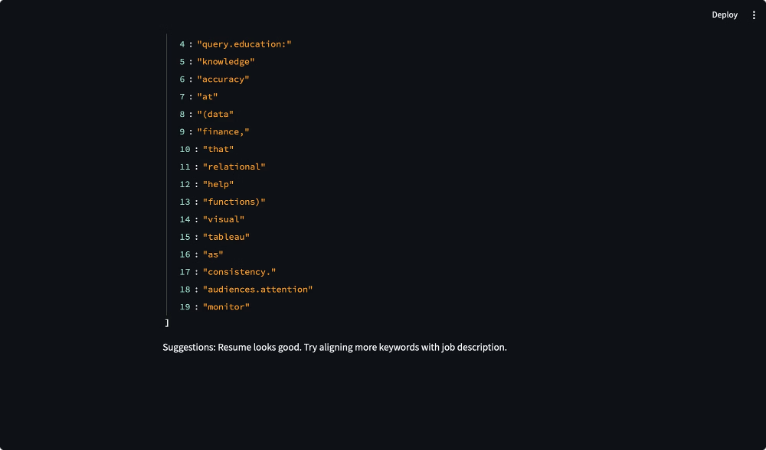 Deploy
4 : "query.education:"
5 : "knowledge"
6 : "accuracy"
7 : "at"
8 : "(data"
9 : "finance,"
10 : "that"
11 : "relational"
12 : "help"
13 : "functions)"
14 : "visual"
15 : "tableau"
16 : "as"
17 : "consistency."
18 : "audiences.attention"
19 : "monitor"
]
Suggestions: Resume looks good. Try aligning more keywords with job description.